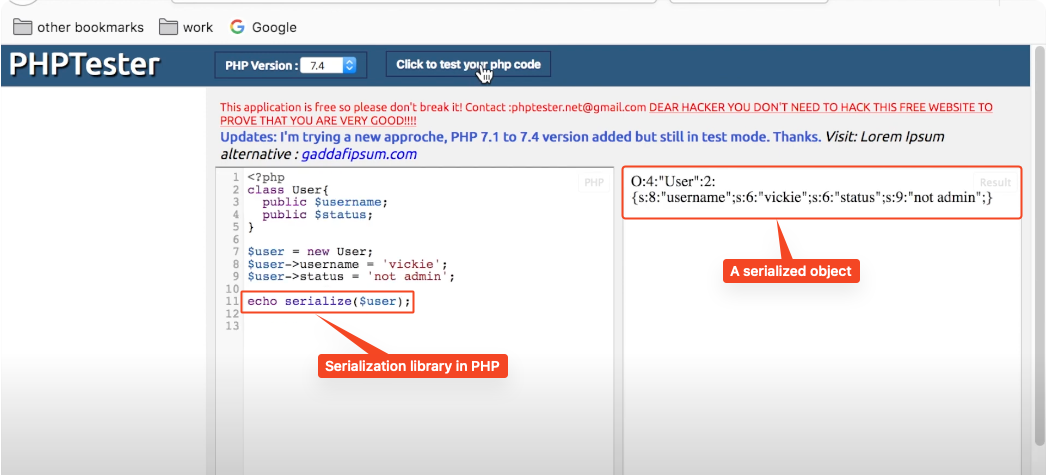 other bookmarks work Google
PHPTester PHP Version : 7.4 Click to test your php code
This application is free so please don't break it! Contact :phptester.net@gmail.com DEAR HACKER YOU DON'T NEED TO HACK THIS FREE WEBSITE TO
PROVE THAT YOU ARE VERY GOOD!!!!
Updates: I'm trying a new approche, PHP 7.1 to 7.4 version added but still in test mode. Thanks. Visit: Lorem Ipsum
alternative : gaddafipsum.com
PHP
1 <?php
2 class User{
3 public $username;
4 public $status;
5 }
6
7 $user = new User;
8 $user->username = 'vickie';
9 $user->status = 'not admin';
10
11 echo serialize($user);
12
13
Serialization library in PHP
Result
O:4:"User":2:
{s:8:"username";s:6:"vickie";s:6:"status";s:9:"not admin";}
A serialized object